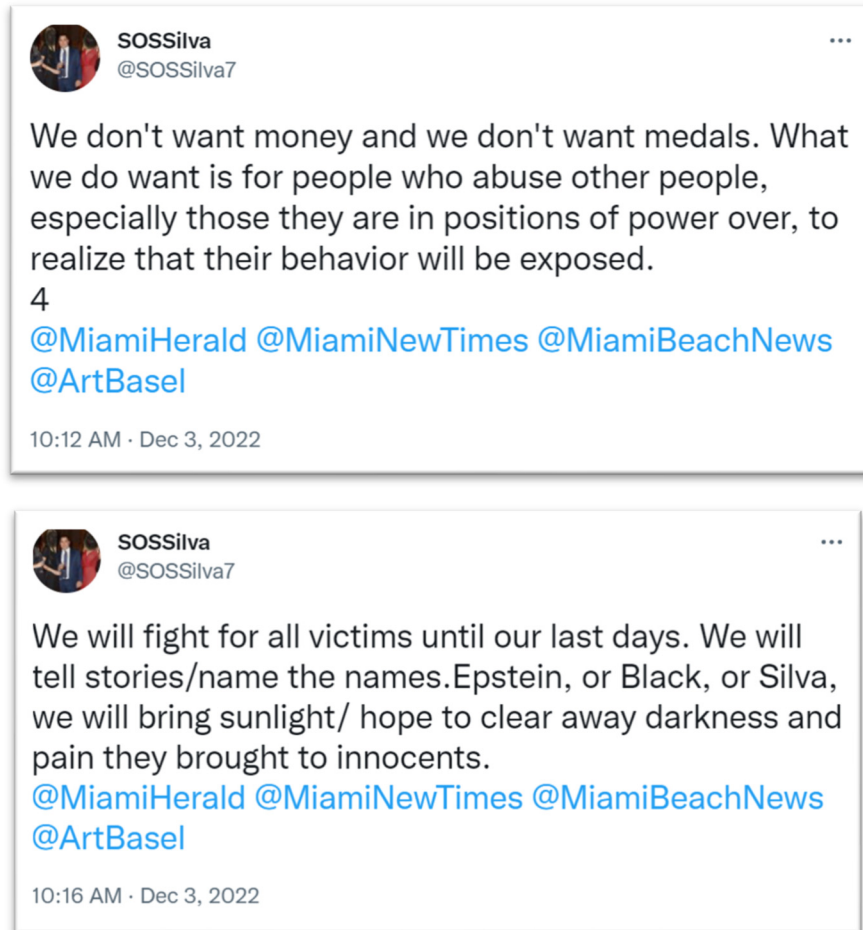 SOSSilva
@SOSSilva7
We don't want money and we don't want medals. What
we do want is for people who abuse other people,
especially those they are in positions of power over, to
realize that their behavior will be exposed.
4
@MiamiHerald @MiamiNewTimes @MiamiBeachNews
@ArtBasel
10:12 AM · Dec 3, 2022
SOSSilva
@SOSSilva7
We will fight for all victims until our last days. We will
tell stories/name the names.Epstein, or Black, or Silva,
we will bring sunlight/ hope to clear away darkness and
pain they brought to innocents.
@MiamiHerald @MiamiNewTimes @MiamiBeachNews
@ArtBasel
10:16 AM · Dec 3, 2022